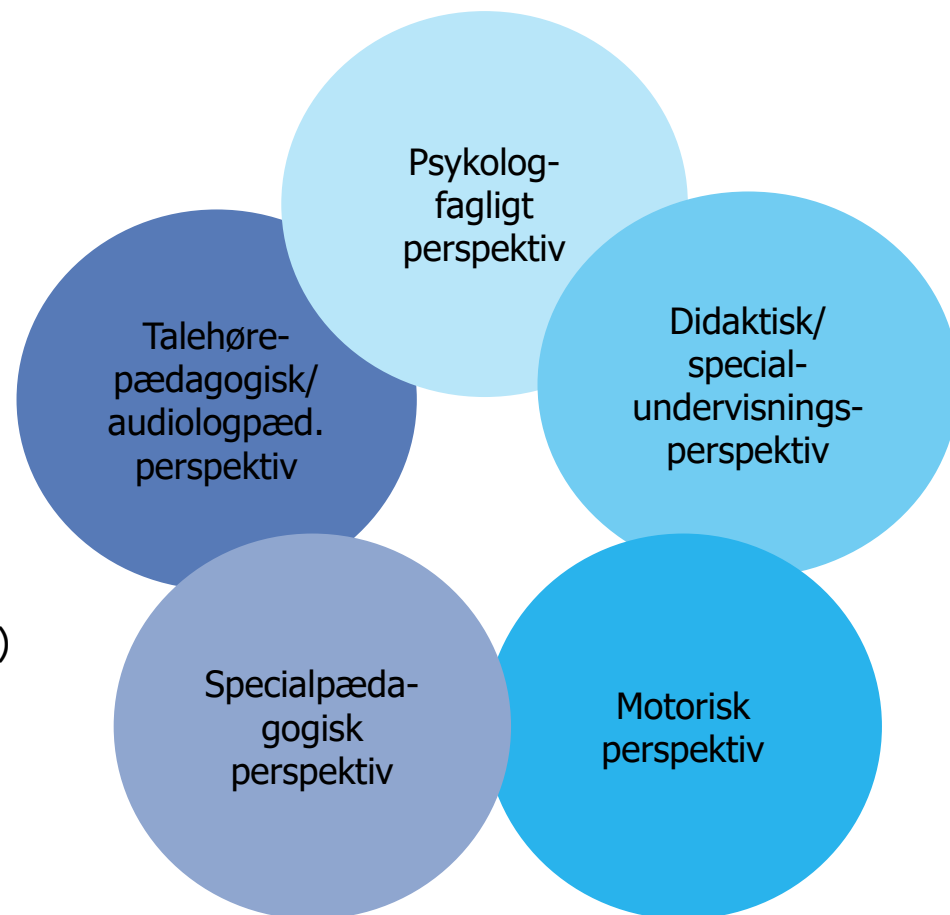 Psykolog-
fagligt
perspektiv
Didaktisk/
special-
undervisnings-
perspektiv
Talehøre-
pædagogisk/
audiologpæd.
perspektiv
)
Specialpæda-
gogisk
perspektiv
Motorisk
perspektiv